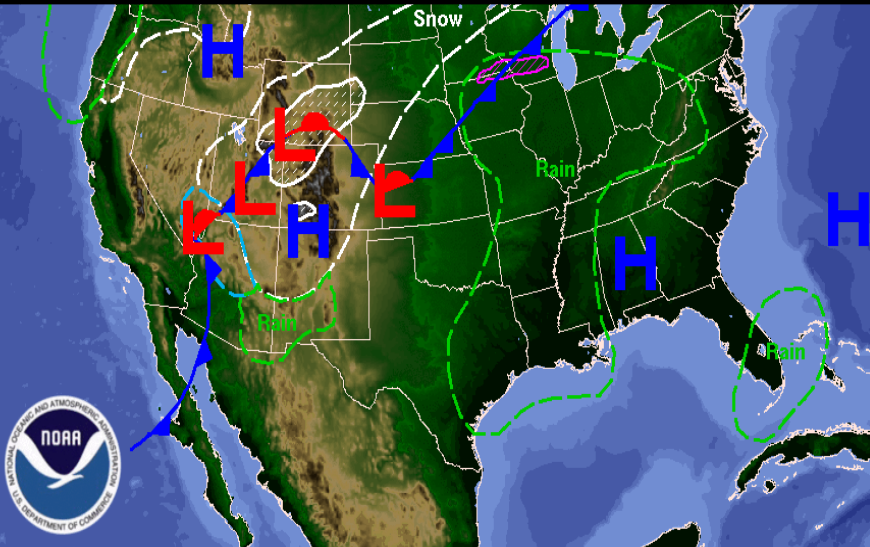 Snow
H
L
Rain
L
L
H
L
H
H
Rain
Rain
NOAA
NATIONAL OCEANIC AND ATMOSPHERIC ADMINISTRATION
U.S. DEPARTMENT OF COMMERCE